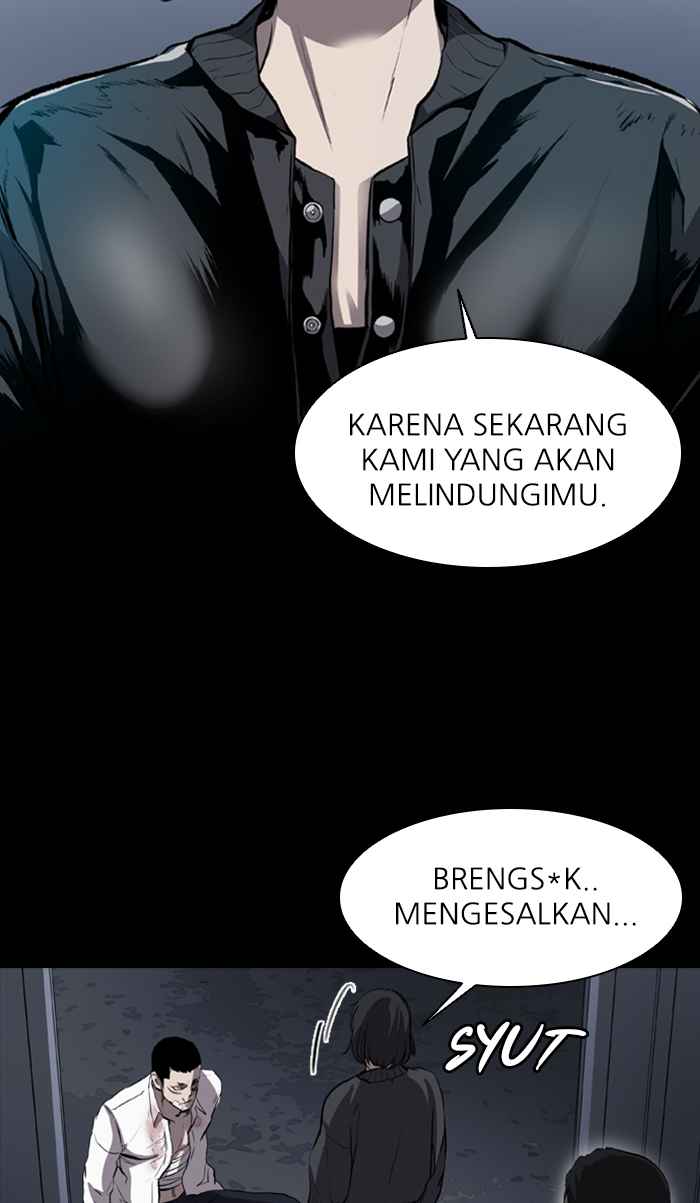 KARENA SEKARANG
KAMI YANG AKAN
MELINDUNGIMU.
BRENGS*K..
MENGESALKAN...
SYUT